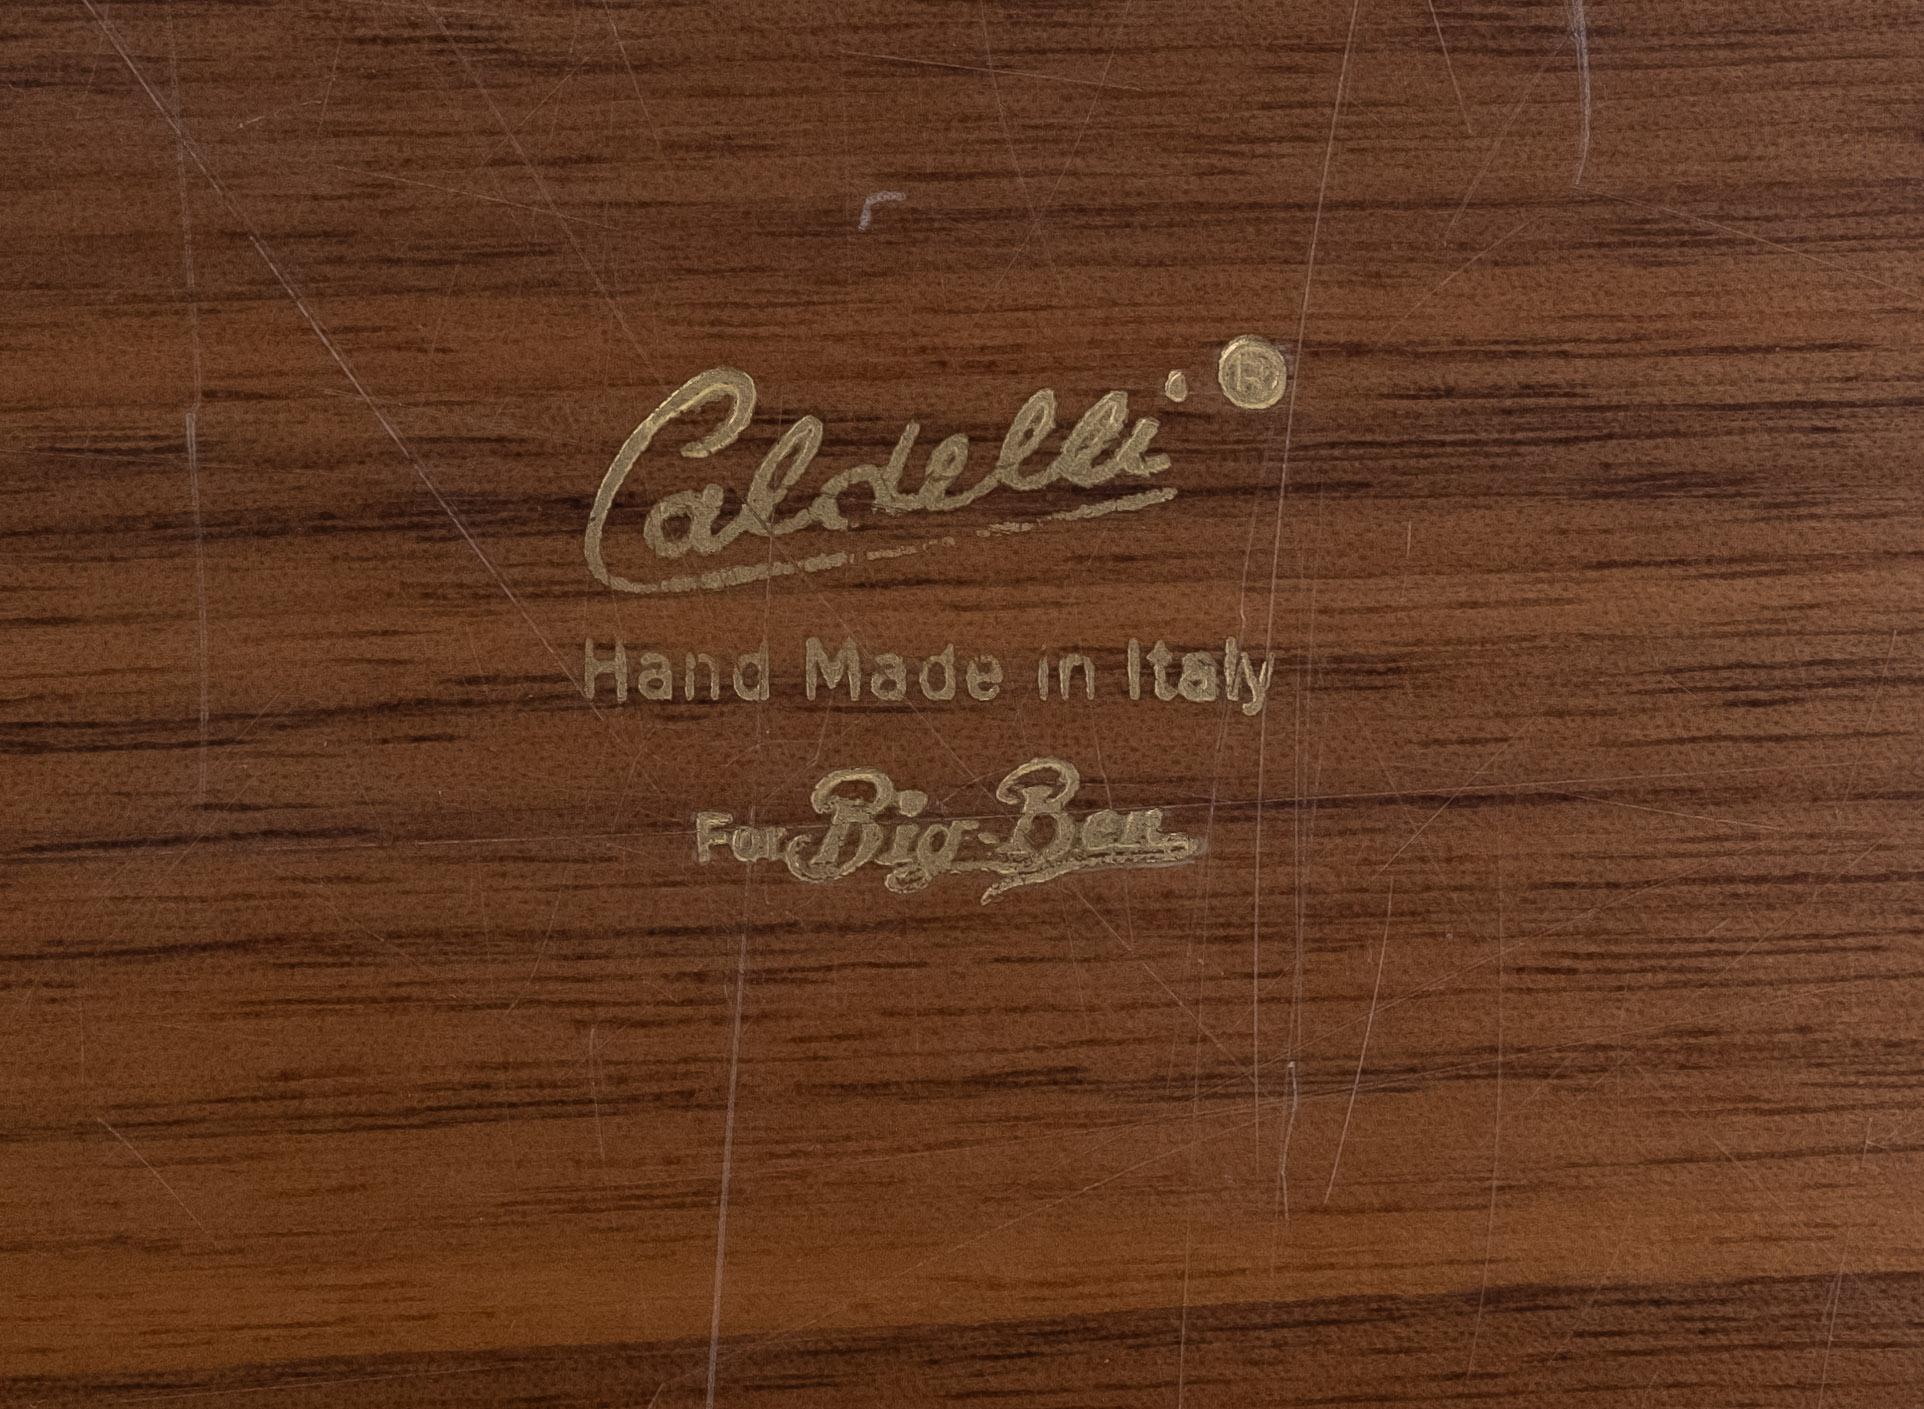 Caldelli ®
Hand Made in Italy
For Big-Ben